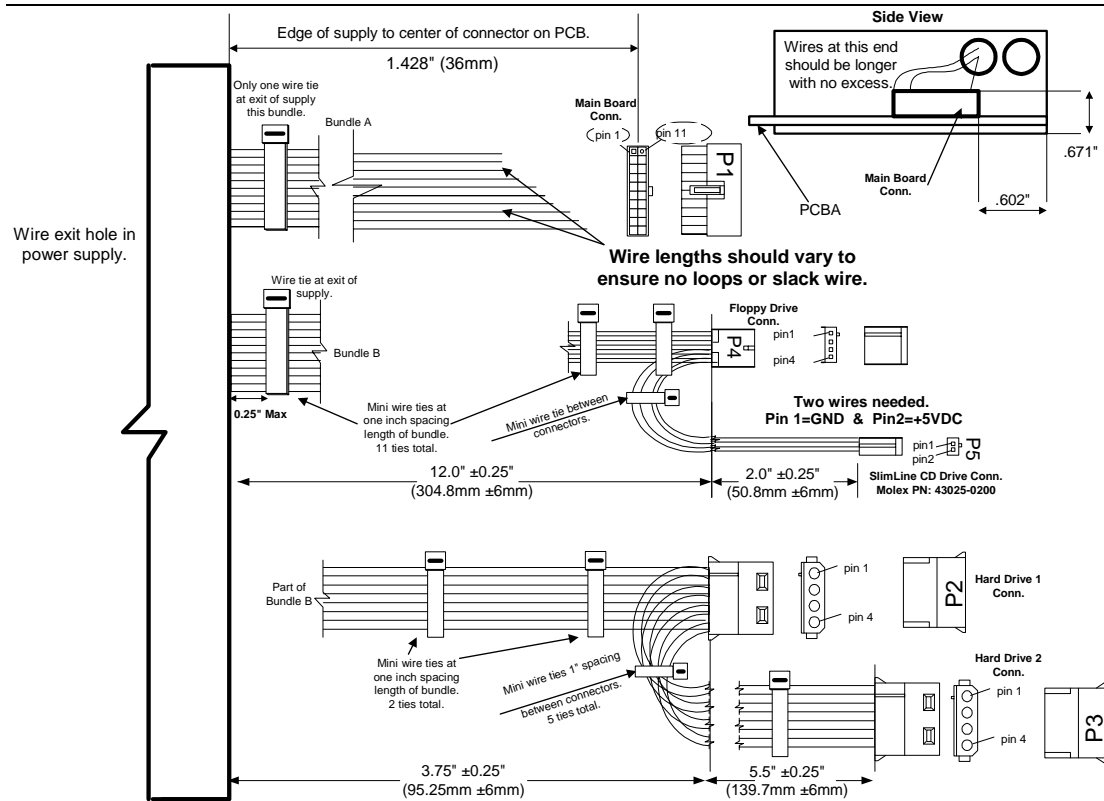 Edge of supply to center of connector on PCB.
1.428" (36mm)
Side View
Wires at this end
should be longer
with no excess.
.671"
.602"
Main Board
Conn.
PCBA
Only one wire tie
at exit of supply
this bundle.
Bundle A
Main Board
Conn.
pin 1
pin 11
P1
Wire exit hole in
power supply.
Wire lengths should vary to
ensure no loops or slack wire.
Wire tie at exit of
supply.
Bundle B
0.25" Max
Mini wire ties at
one inch spacing
length of bundle.
11 ties total.
Mini wire tie between
connectors.
Floppy Drive
Conn.
P4
pin1
pin4
Two wires needed.
Pin 1=GND & Pin2=+5VDC
pin1
pin2
P5
SlimLine CD Drive Conn.
Molex PN: 43025-0200
12.0" ±0.25"
(304.8mm ±6mm)
2.0" ±0.25"
(50.8mm ±6mm)
Part of
Bundle B
Mini wire ties at
one inch spacing
length of bundle.
2 ties total.
Mini wire ties 1" spacing
between connectors.
5 ties total.
pin 1
pin 4
P2
Hard Drive 1
Conn.
Hard Drive 2
Conn.
pin 1
pin 4
P3
3.75" ±0.25"
(95.25mm ±6mm)
5.5" ±0.25"
(139.7mm ±6mm)